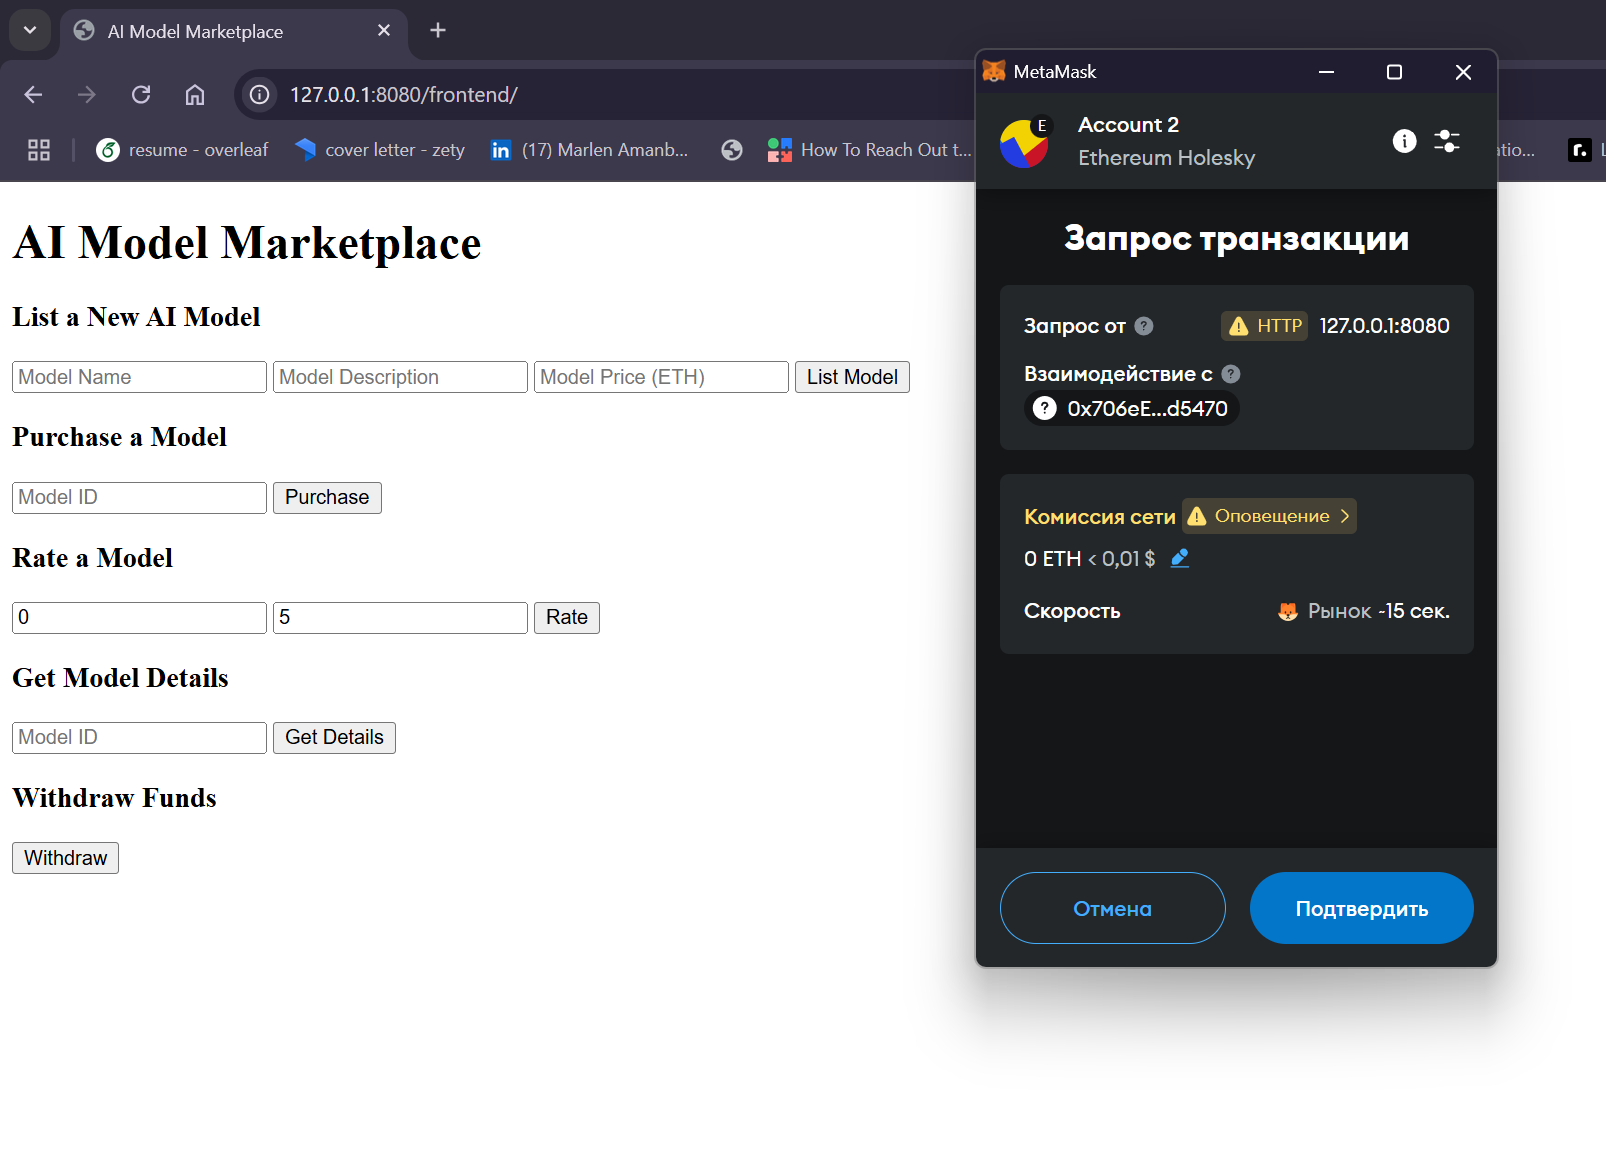 AI Model Marketplace
127.0.0.1:8080/frontend/
resume - overleaf
cover letter - zety
in (17) Marlen Amanb...
How To Reach Out t...
AI Model Marketplace
List a New AI Model
Model Name Model Description Model Price (ETH) List Model
Purchase a Model
Model ID Purchase
Rate a Model
0 5 Rate
Get Model Details
Model ID Get Details
Withdraw Funds
Withdraw
MetaMask
E Account 2
Ethereum Holesky
Запрос транзакции
Запрос от HTTP 127.0.0.1:8080
Взаимодействие с
0x706eE...d5470
Комиссия сети Оповещение
0 ETH < 0,01 $
Скорость Рынок ~15 сек.
Отмена Подтвердить